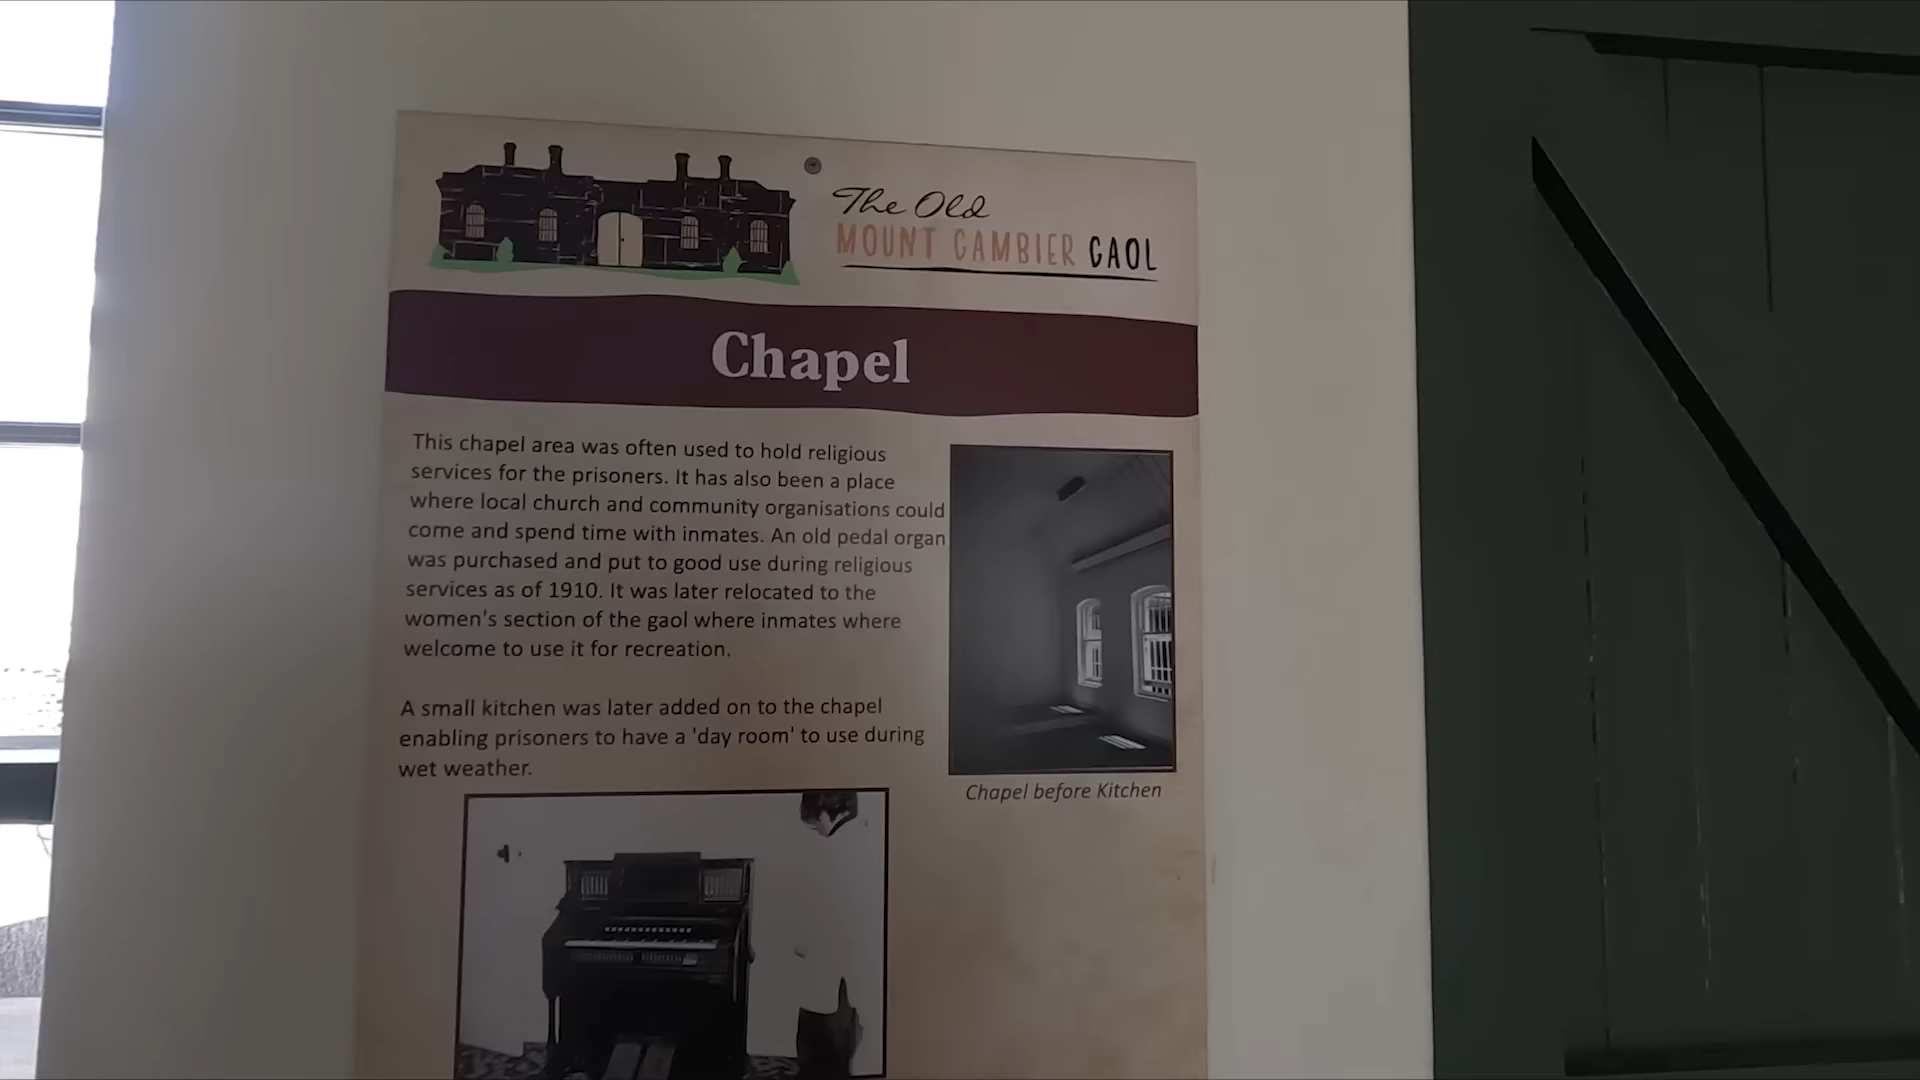 The Old
MOUNT GAMBIER GAOL
Chapel
This chapel area was often used to hold religious
services for the prisoners. It has also been a place
where local church and community organisations could
come and spend time with inmates. An old pedal organ
was purchased and put to good use during religious
services as of 1910. It was later relocated to the
women's section of the gaol where inmates where
welcome to use it for recreation.
A small kitchen was later added on to the chapel
enabling prisoners to have a 'day room' to use during
wet weather.
Chapel before Kitchen